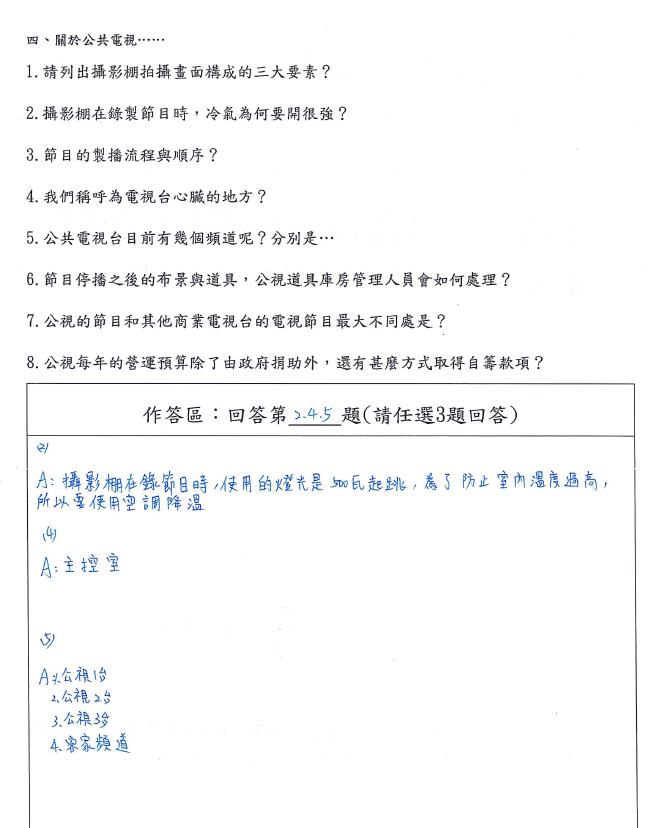 四、關於公共電視……
1.請列出攝影棚拍攝畫面構成的三大要素？
2.攝影棚在錄製節目時，冷氣為何要開很強？
3.節目的製播流程與順序？
4.我們稱呼為電視台心臟的地方？
5.公共電視台目前有幾個頻道呢？分別是…
6.節目停播之後的布景與道具，公視道具庫房管理人員會如何處理？
7.公視的節目和其他商業電視台的電視節目最大不同處是？
8.公視每年的營運預算除了由政府捐助外，還有甚麼方式取得自籌款項？
作答區：回答第2.4.5題(請任選3題回答)
(2)
A: 攝影棚在錄節目時,使用的燈光是500瓦起跳,為了防止室內溫度過高,
所以要使用空調降溫
(4)
A:主控室
(5)
A:1.公視1台
2.公視2台
3.公視3台
4.客家頻道